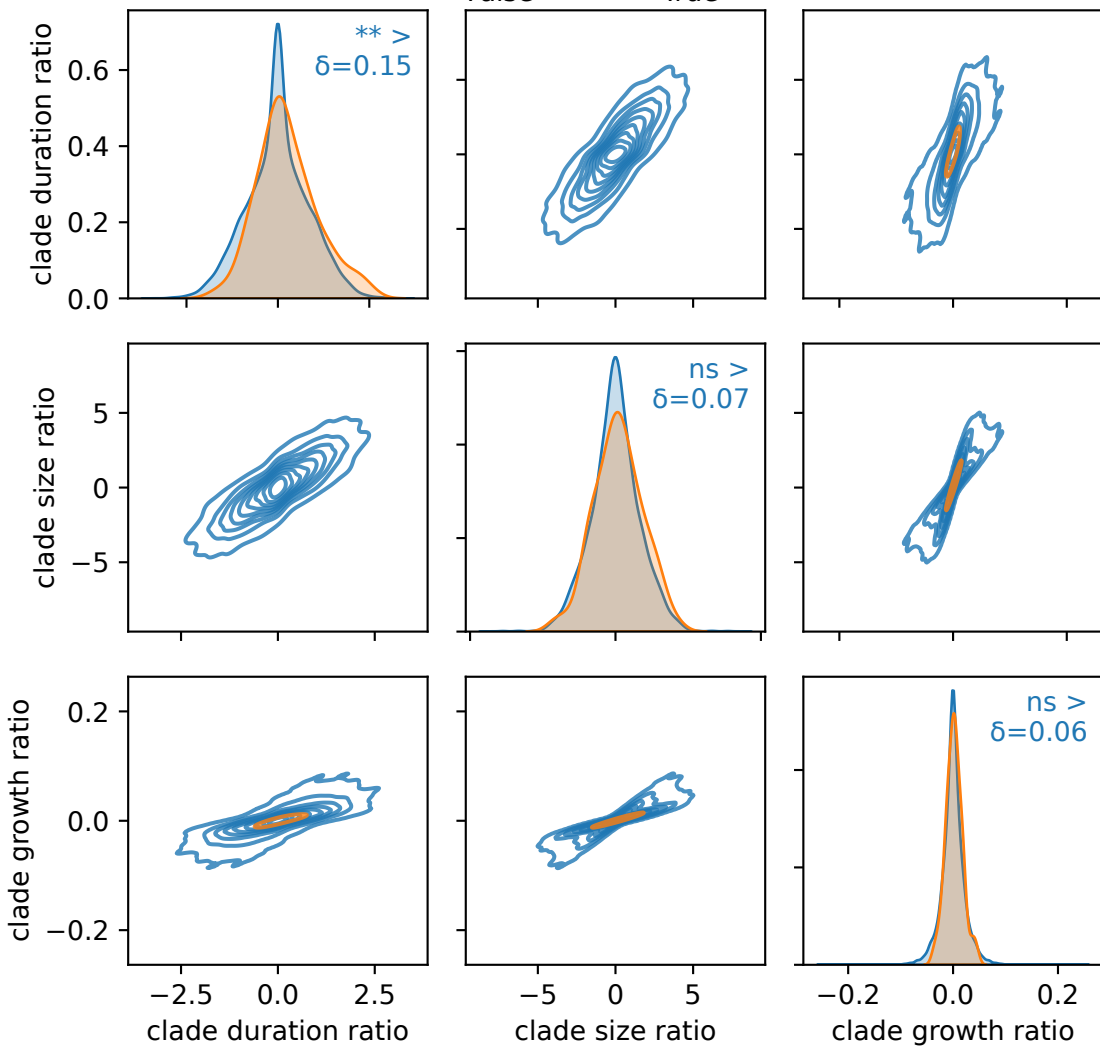 clade duration ratio
0.6
0.4
0.2
0.0
** >
δ=0.15
clade size ratio
5
0
−5
ns >
δ=0.07
clade growth ratio
0.2
0.0
−0.2
ns >
δ=0.06
−2.5 0.0 2.5
−5 0 5
−0.2 0.0 0.2
clade duration ratio
clade size ratio
clade growth ratio